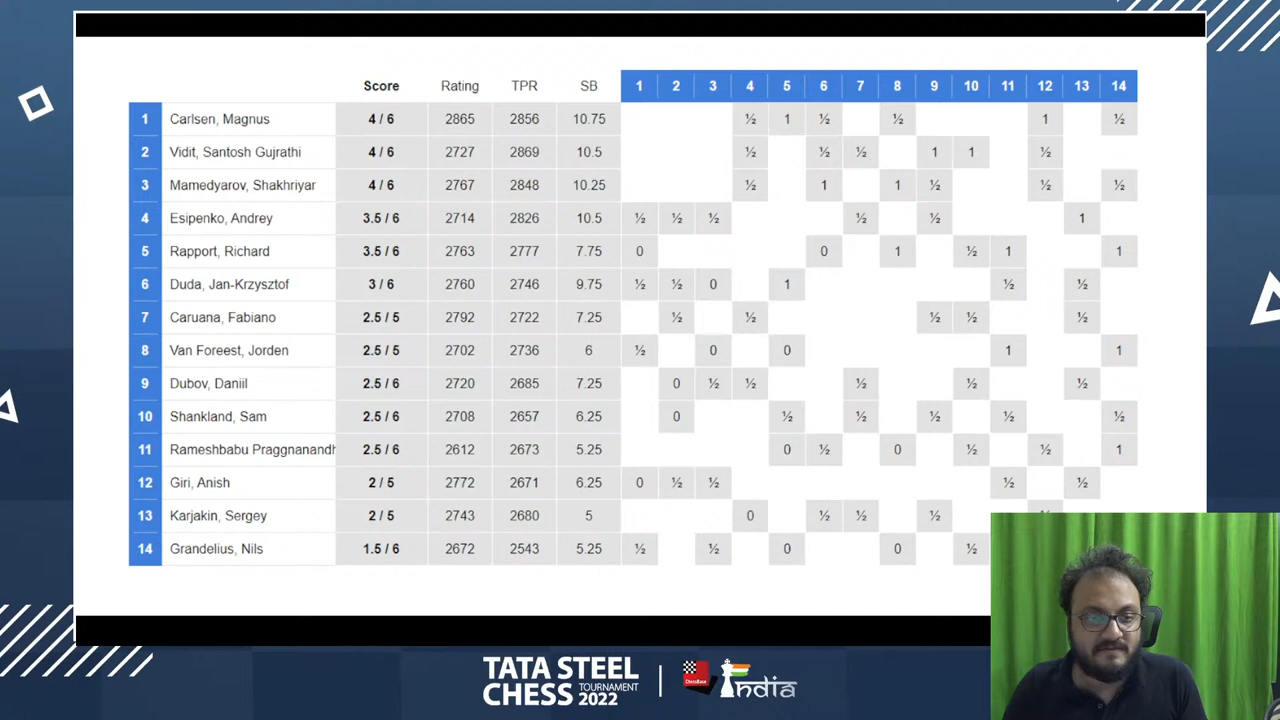 Score Rating TPR SB 1 2 3 4 5 6 7 8 9 10 11 12 13 14
1 Carlsen, Magnus 4 / 6 2865 2856 10.75 ½ 1 ½ ½ 1 ½
2 Vidit, Santosh Gujrathi 4 / 6 2727 2869 10.5 ½ ½ ½ 1 1 ½
3 Mamedyarov, Shakhriyar 4 / 6 2767 2848 10.25 ½ 1 1 ½ ½ ½
4 Esipenko, Andrey 3.5 / 6 2714 2826 10.5 ½ ½ ½ ½ ½ 1
5 Rapport, Richard 3.5 / 6 2763 2777 7.75 0 0 1 ½ 1 1
6 Duda, Jan-Krzysztof 3 / 6 2760 2746 9.75 ½ ½ 0 1 ½ ½
7 Caruana, Fabiano 2.5 / 5 2792 2722 7.25 ½ ½ ½ ½ ½
8 Van Foreest, Jorden 2.5 / 5 2702 2736 6 ½ 0 0 1 1
9 Dubov, Daniil 2.5 / 6 2720 2685 7.25 0 ½ ½ ½ ½ ½
10 Shankland, Sam 2.5 / 6 2708 2657 6.25 0 ½ ½ ½ ½ ½
11 Rameshbabu Praggnanandh 2.5 / 6 2612 2673 5.25 0 ½ 0 ½ ½ 1
12 Giri, Anish 2 / 5 2772 2671 6.25 0 ½ ½ ½ ½
13 Karjakin, Sergey 2 / 5 2743 2680 5 0 ½ ½ ½
14 Grandelius, Nils 1.5 / 6 2672 2543 5.25 ½ ½ 0 0 ½
TATA STEEL
CHESS TOURNAMENT 2022
ChessBase India